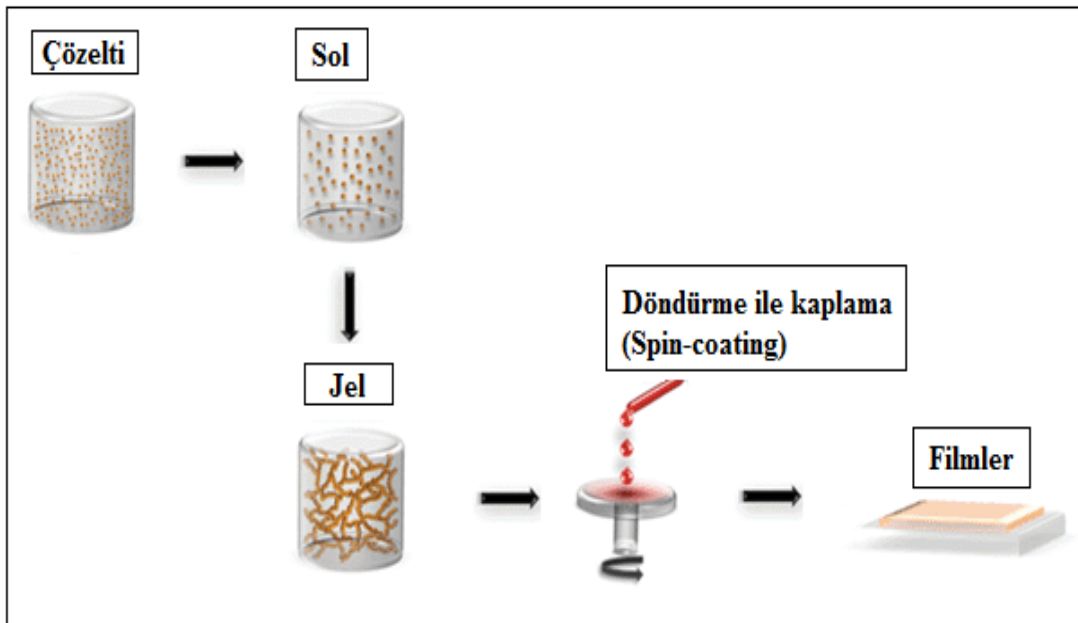 Çözelti
Sol
Jel
Döndürme ile kaplama
(Spin-coating)
Filmler